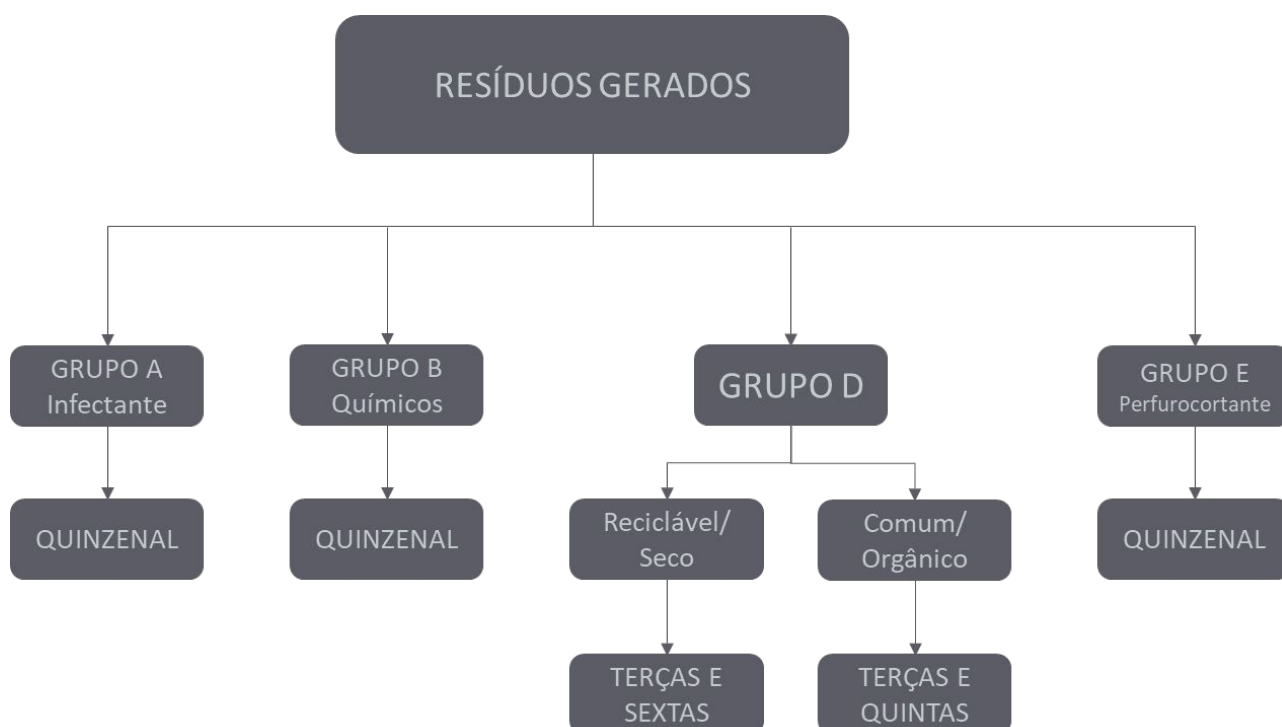 RESÍDUOS GERADOS
GRUPO A
Infectante
GRUPO B
Químicos
GRUPO D
GRUPO E
Perfurocortante
QUINZENAL
QUINZENAL
Reciclável/
Seco
Comum/
Orgânico
QUINZENAL
TERÇAS E
SEXTAS
TERÇAS E
QUINTAS